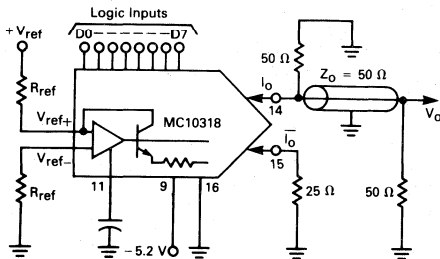 Logic Inputs
+ Vref
D0 - - - - - - - D7
50 Ω
Rref
Io
Zo = 50 Ω
14
Vo
Vref+
MC10318
Vref–
Io
15
Rref
11
9
16
25 Ω
50 Ω
–5.2 V